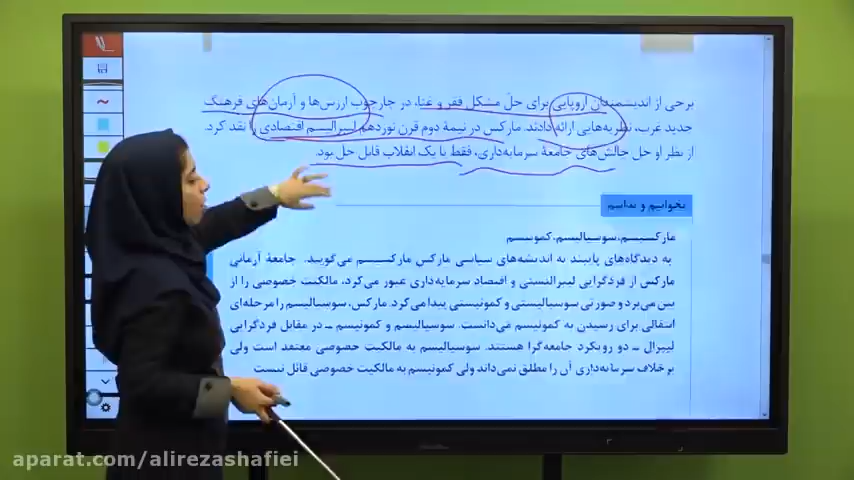 برخی از اندیشمندان اروپایی برای حلّ مشکل فقر و غنا، در چارچوب ارزش‌ها و آرمان‌های فرهنگ
جدید غرب، نظریه‌هایی ارائه دادند. مارکس در نیمهٔ دوم قرن نوزدهم لیبرالیسم اقتصادی را نقد کرد.
از نظر او حل چالش‌های جامعهٔ سرمایه‌داری، فقط با یک انقلاب قابل حل بود.
بخوانیم و بدانیم
مارکسیسم، سوسیالیسم، کمونیسم
به دیدگاه‌های پایبند به اندیشه‌های سیاسی مارکس مارکسیسم می‌گویند. جامعهٔ آرمانی
مارکس از فردگرایی لیبرالیستی و اقتصاد سرمایه‌داری عبور می‌کرد، مالکیت خصوصی را از
بین می‌برد و صورتی سوسیالیستی و کمونیستی پیدا می‌کرد. مارکس، سوسیالیسم را مرحله‌ای
انتقالی برای رسیدن به کمونیسم می‌دانست. سوسیالیسم و کمونیسم ــ در مقابل فردگرایی
لیبرال ــ دو رویکرد جامعه‌گرا هستند. سوسیالیسم به مالکیت خصوصی معتقد است ولی
برخلاف سرمایه‌داری آن را مطلق نمی‌داند ولی کمونیسم به مالکیت خصوصی قائل نیست
aparat.com/alirezashafiei